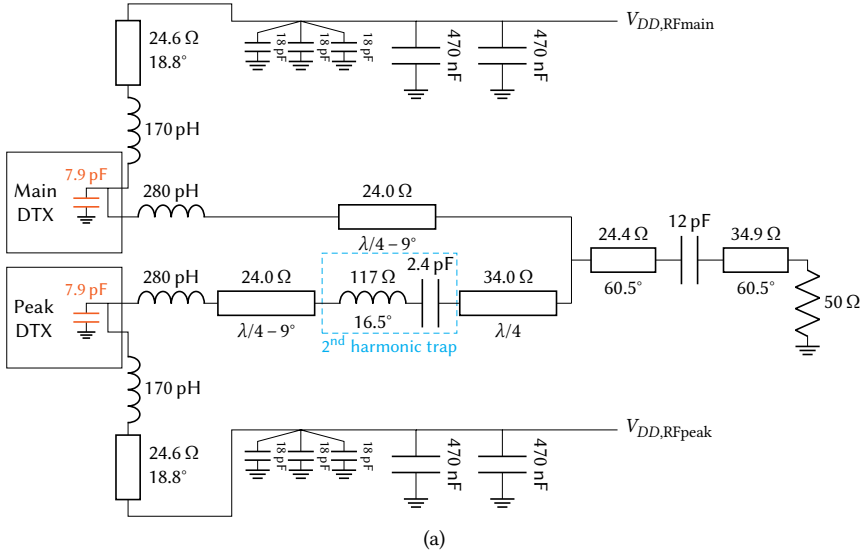 24.6 Ω
18.8°
18 pF
18 pF
18 pF
470 nF
470 nF
V_{DD,RFmain}
170 pH
7.9 pF
Main
DTX
280 pH
24.0 Ω
λ/4 – 9°
24.4 Ω
60.5°
12 pF
34.9 Ω
60.5°
50 Ω
7.9 pF
Peak
DTX
280 pH
24.0 Ω
λ/4 – 9°
117 Ω
16.5°
2.4 pF
34.0 Ω
λ/4
2nd harmonic trap
170 pH
24.6 Ω
18.8°
18 pF
18 pF
18 pF
470 nF
470 nF
V_{DD,RFpeak}
(a)